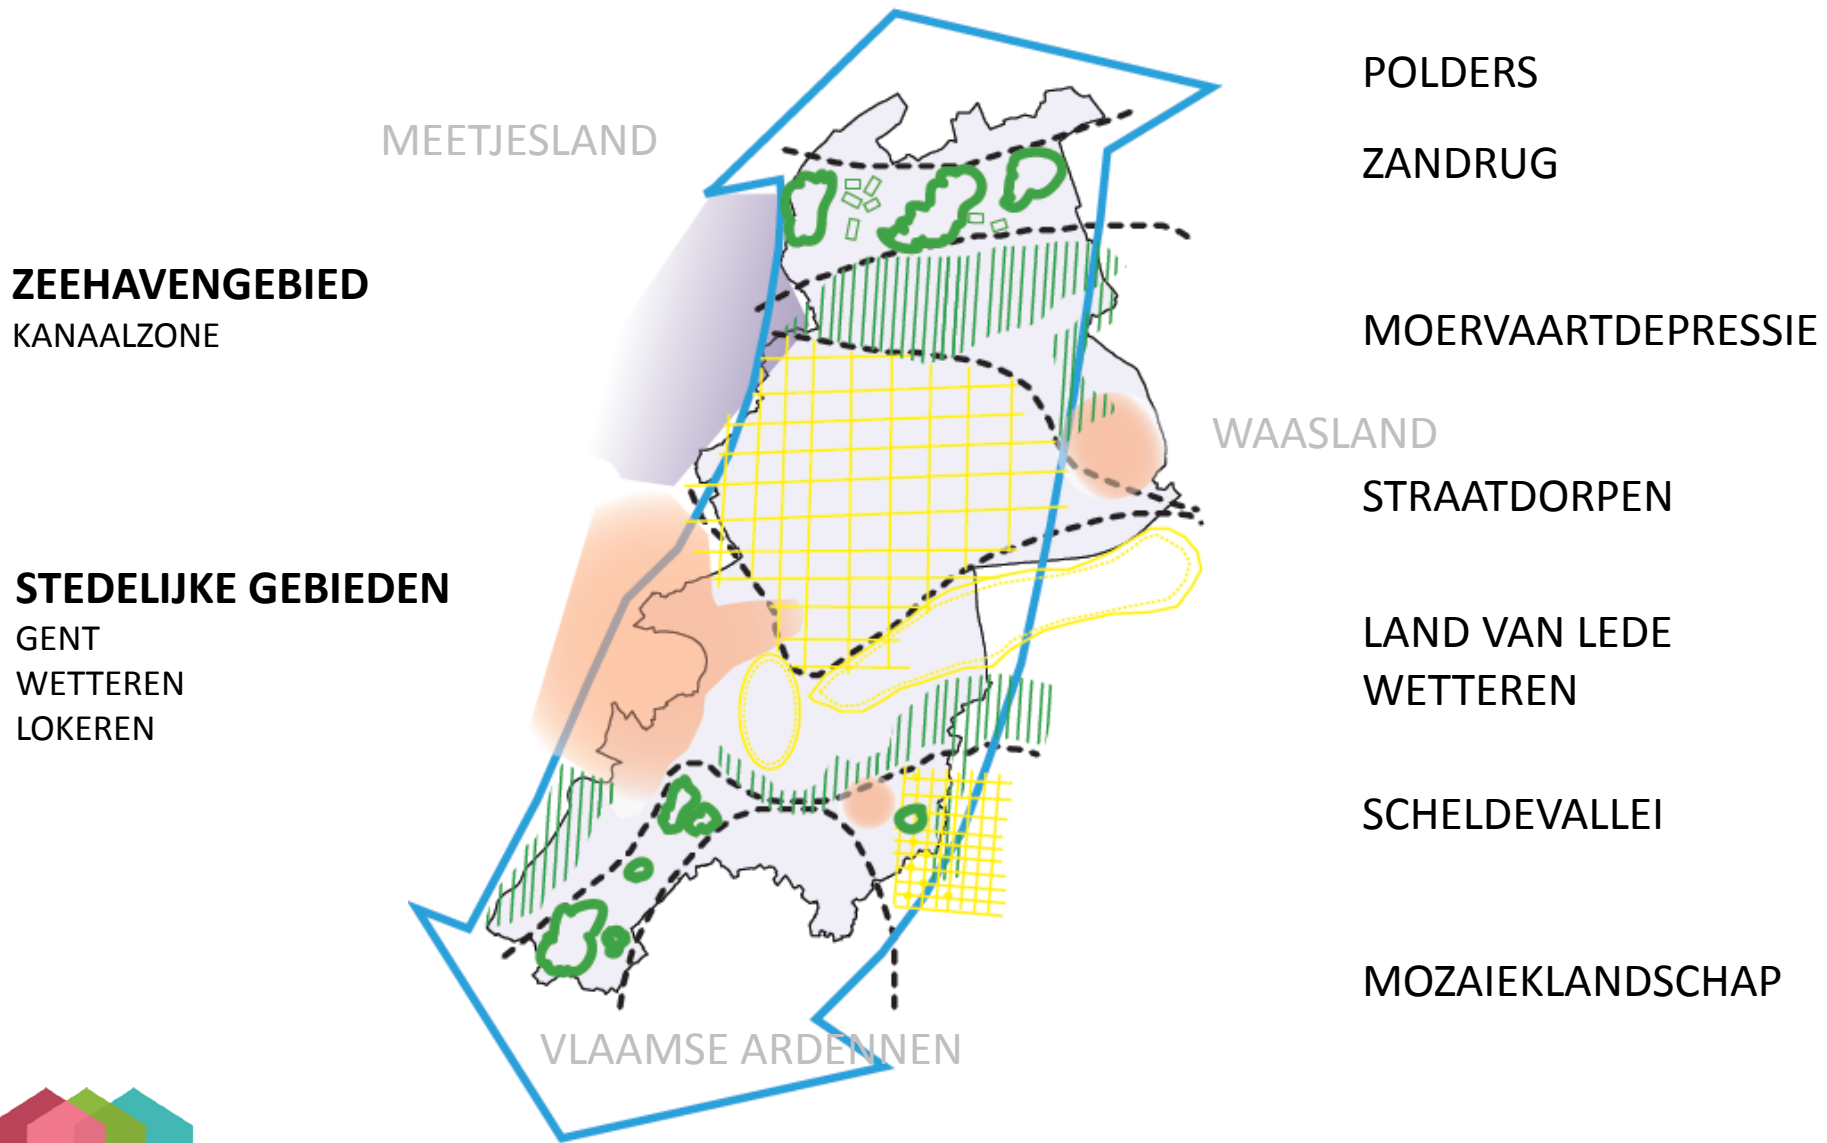 MEETJESLAND
ZEEHAVENGEBIED
KANAALZONE
STEDELIJKE GEBIEDEN
GENT
WETTEREN
LOKEREN
WAASLAND
VLAAMSE ARDENNEN
POLDERS
ZANDRUG
MOERVAARTDEPRESSIE
STRAATDORPEN
LAND VAN LEDE
WETTEREN
SCHELDEVALLEI
MOZAIEKLANDSCHAP